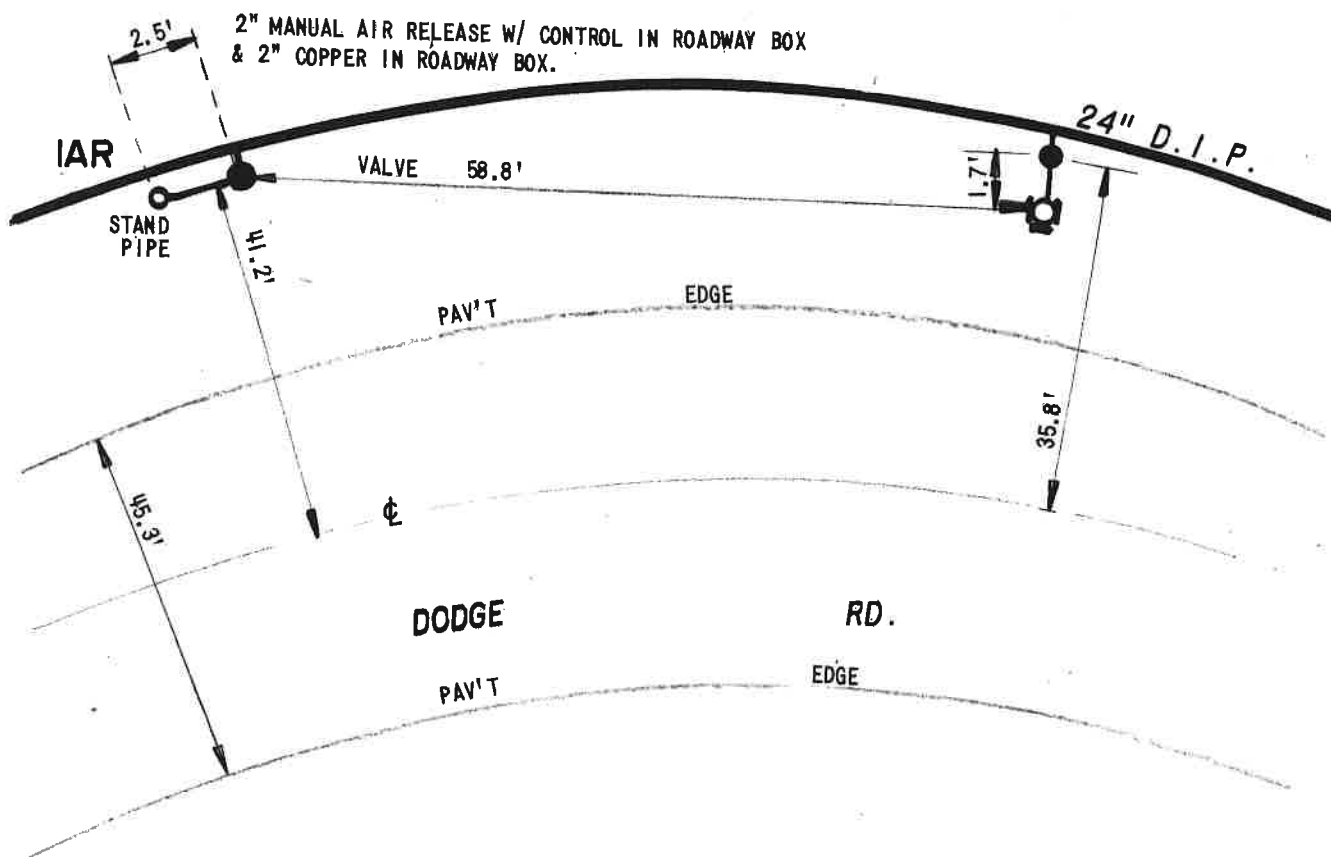 2.5'
2" MANUAL AIR RELEASE W/ CONTROL IN ROADWAY BOX
& 2" COPPER IN ROADWAY BOX.
24" D.I.P.
IAR
VALVE 58.8'
1.7'
STAND
PIPE
41.2'
PAV'T EDGE
35.8'
45.3'
℄
DODGE RD.
PAV'T EDGE